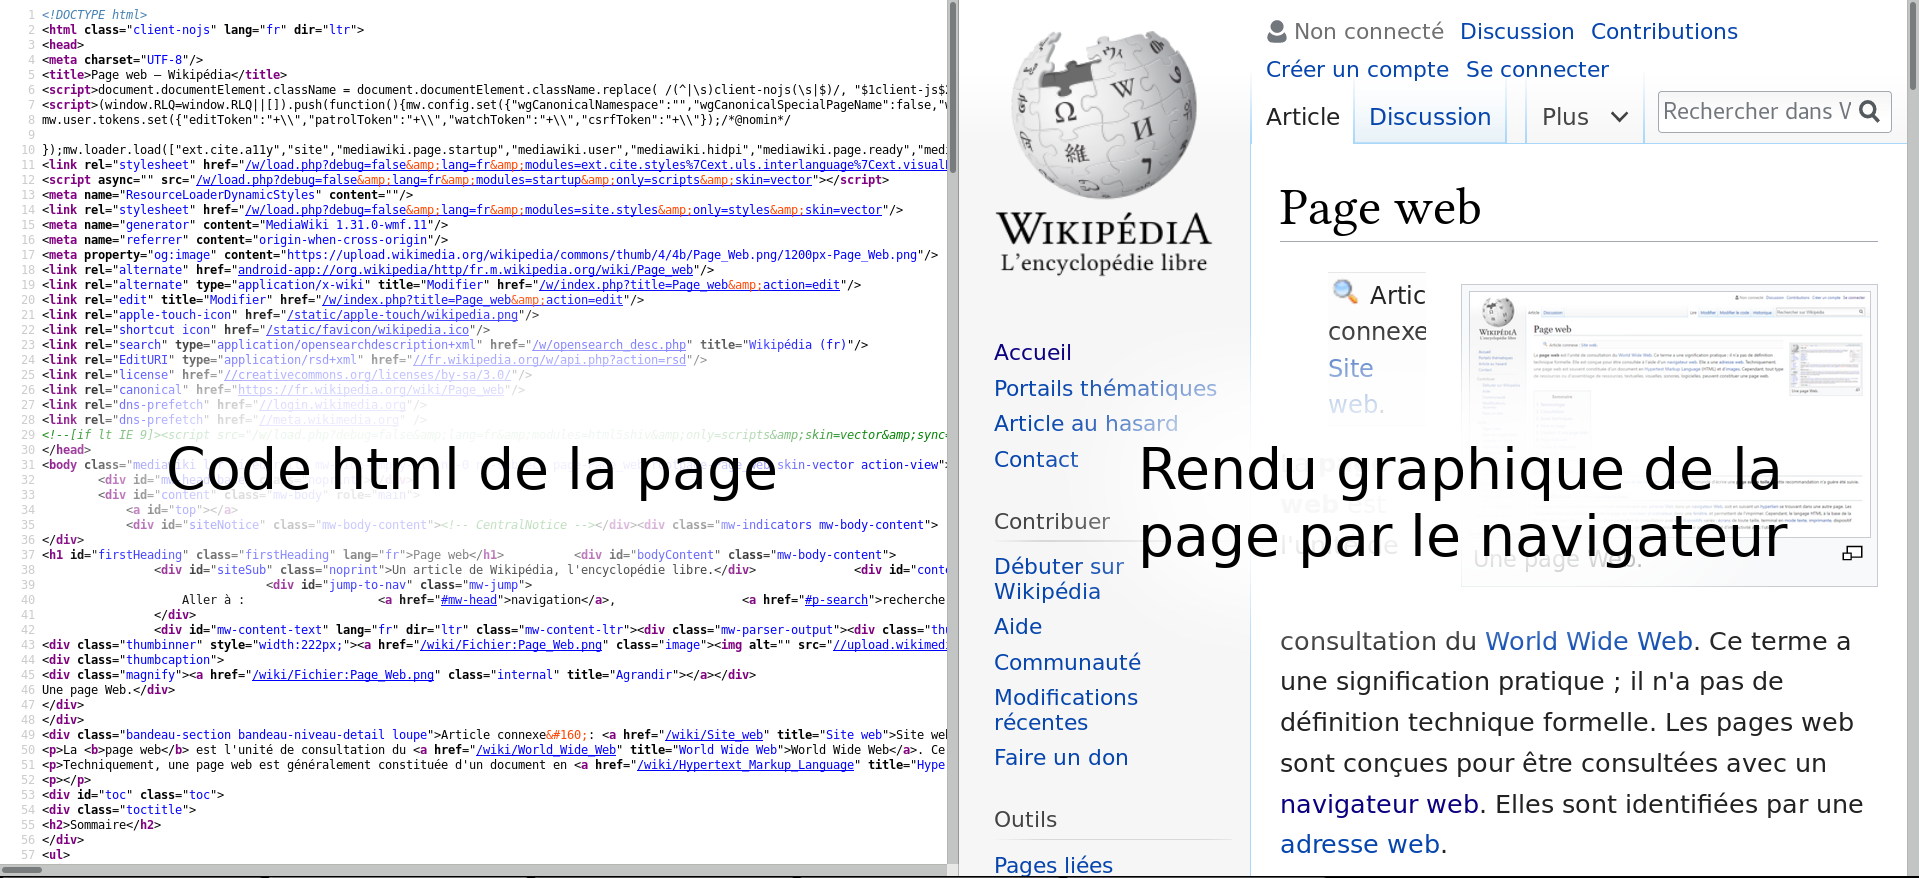 1 <!DOCTYPE html>
2 <html class="client-nojs" lang="fr" dir="ltr">
3 <head>
4 <meta charset="UTF-8"/>
5 <title>Page web — Wikipédia</title>
6 <script>document.documentElement.className = document.documentElement.className.replace( /(^|\s)client-nojs(\s|$)/, "$1client-js$
7 <script>(window.RLQ=window.RLQ||[]).push(function(){mw.config.set({"wgCanonicalNamespace":"","wgCanonicalSpecialPageName":false,"
8 mw.user.tokens.set({"editToken":"+\\","patrolToken":"+\\","watchToken":"+\\","csrfToken":"+\\"});/*@nomin*/
9
10 });mw.loader.load(["ext.cite.a11y","site","mediawiki.page.startup","mediawiki.user","mediawiki.hidpi","mediawiki.page.ready","med
11 <link rel="stylesheet" href="/w/load.php?debug=false&amp;lang=fr&amp;modules=ext.cite.styles%7Cext.uls.interlanguage%7Cext.visual
12 <script async="" src="/w/load.php?debug=false&amp;lang=fr&amp;modules=startup&amp;only=scripts&amp;skin=vector"></script>
13 <meta name="ResourceLoaderDynamicStyles" content=""/>
14 <link rel="stylesheet" href="/w/load.php?debug=false&amp;lang=fr&amp;modules=site.styles&amp;only=styles&amp;skin=vector"/>
15 <meta name="generator" content="MediaWiki 1.31.0-wmf.11"/>
16 <meta name="referrer" content="origin-when-cross-origin"/>
17 <meta property="og:image" content="https://upload.wikimedia.org/wikipedia/commons/thumb/4/4b/Page_Web.png/1200px-Page_Web.png"/>
18 <link rel="alternate" href="android-app://org.wikipedia/http/fr.m.wikipedia.org/wiki/Page_web"/>
19 <link rel="alternate" type="application/x-wiki" title="Modifier" href="/w/index.php?title=Page_web&amp;action=edit"/>
20 <link rel="edit" title="Modifier" href="/w/index.php?title=Page_web&amp;action=edit"/>
21 <link rel="apple-touch-icon" href="/static/apple-touch/wikipedia.png"/>
22 <link rel="shortcut icon" href="/static/favicon/wikipedia.ico"/>
23 <link rel="search" type="application/opensearchdescription+xml" href="/w/opensearch_desc.php" title="Wikipédia (fr)"/>
24 <link rel="EditURI" type="application/rsd+xml" href="//fr.wikipedia.org/w/api.php?action=rsd"/>
25 <link rel="license" href="//creativecommons.org/licenses/by-sa/3.0/"/>
26 <link rel="canonical" href="https://fr.wikipedia.org/wiki/Page_web"/>
27 <link rel="dns-prefetch" href="//login.wikimedia.org"/>
28 <link rel="dns-prefetch" href="//meta.wikimedia.org" />
29 <!--[if lt IE 9]><script src="/w/load.php?debug=false&amp;lang=fr&amp;modules=html5shiv&amp;only=scripts&amp;skin=vector&amp;sync=
30 </head>
31 <body class="mediawiki skin-vector action-view">
32 <div id="mw-
33 <div id="content" class="mw-body" role="main">
34 <a id="top"></a>
35 <div id="siteNotice" class="mw-body-content"><!-- CentralNotice --></div><div class="mw-indicators mw-body-content">
36 </div>
37 <h1 id="firstHeading" class="firstHeading" lang="fr">Page web</h1> <div id="bodyContent" class="mw-body-content">
38 <div id="siteSub" class="noprint">Un article de Wikipédia, l'encyclopédie libre.</div> <div id="cont
39 <div id="jump-to-nav" class="mw-jump">
40 Aller à : <a href="#mw-head">navigation</a>, <a href="#p-search">recherche
41 </div>
42 <div id="mw-content-text" lang="fr" dir="ltr" class="mw-content-ltr"><div class="mw-parser-output"><div class="th
43 <div class="thumbinner" style="width:222px;"><a href="/wiki/Fichier:Page_Web.png" class="image"><img alt="" src="//upload.wikimed
44 <div class="thumbcaption">
45 <div class="magnify"><a href="/wiki/Fichier:Page_Web.png" class="internal" title="Agrandir"></a></div>
46 Une page Web.</div>
47 </div>
48 </div>
49 <div class="bandeau-section bandeau-niveau-detail loupe">Article connexe&#160;: <a href="/wiki/Site_web" title="Site web">Site we
50 <p>La <b>page web</b> est l'unité de consultation du <a href="/wiki/World_Wide_Web" title="World Wide Web">World Wide Web</a>. Ce
51 <p>Techniquement, une page web est généralement constituée d'un document en <a href="/wiki/Hypertext_Markup_Language" title="Hype
52 <p></p>
53 <div id="toc" class="toc">
54 <div class="toctitle">
55 <h2>Sommaire</h2>
56 </div>
57 <ul>
Code html de la page
Non connecté Discussion Contributions
Créer un compte Se connecter
Article Discussion Plus Rechercher dans V
Ω W И 維
WIKIPÉDIA
L'encyclopédie libre
Accueil
Portails thématiques
Article au hasard
Contact
Contribuer
Débuter sur
Wikipédia
Aide
Communauté
Modifications
récentes
Faire un don
Outils
Pages liées
Page web
Artic
connexe
Site
web.
Page web
Rendu graphique de la
page par le navigateur
Une page Web.
consultation du World Wide Web. Ce terme a
une signification pratique ; il n'a pas de
définition technique formelle. Les pages web
sont conçues pour être consultées avec un
navigateur web. Elles sont identifiées par une
adresse web.